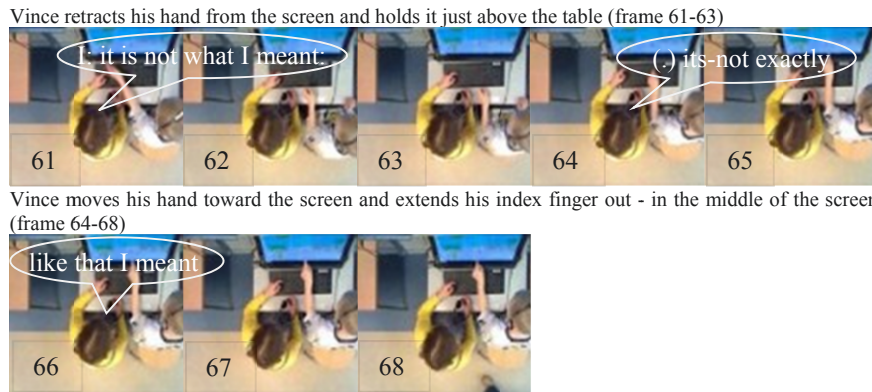 Vince retracts his hand from the screen and holds it just above the table (frame 61-63)
I: it is not what I meant:
(.) its-not exactly
61 62 63 64 65
Vince moves his hand toward the screen and extends his index finger out - in the middle of the screen
(frame 64-68)
like that I meant
66 67 68